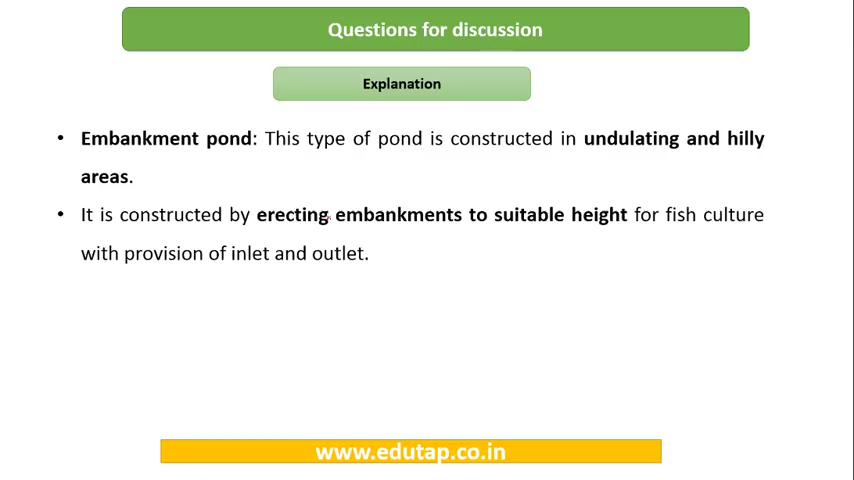 Questions for discussion
Explanation
• Embankment pond: This type of pond is constructed in undulating and hilly
areas.
• It is constructed by erecting embankments to suitable height for fish culture
with provision of inlet and outlet.
www.edutap.co.in